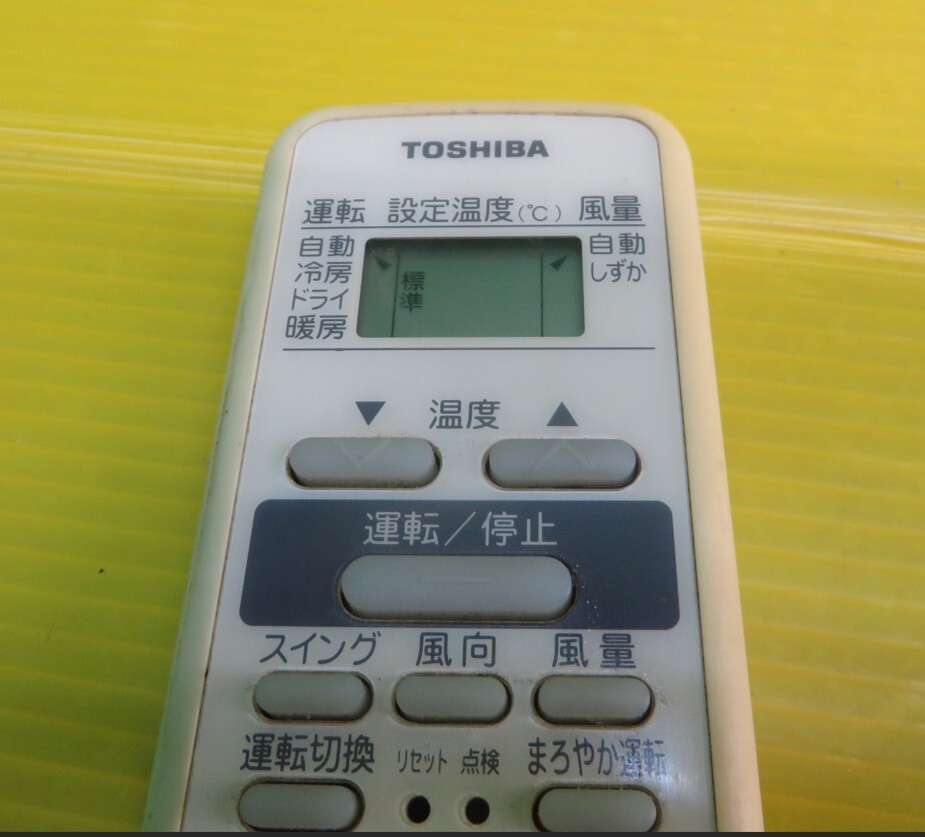 TOSHIBA
運転 設定温度(℃) 風量
自動 標準 自動
冷房 しずか
ドライ
暖房
▼ 温度 ▲
運転／停止
スイング 風向 風量
運転切換 リセット 点検 まろやか運転